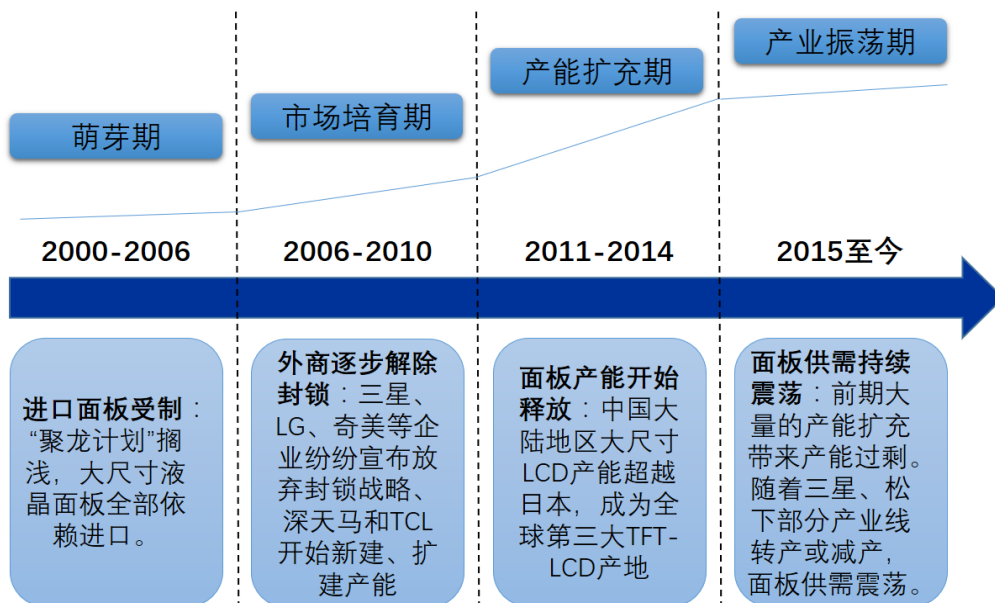 萌芽期
市场培育期
产能扩充期
产业振荡期
2000-2006
2006-2010
2011-2014
2015至今
进口面板受制：
“聚龙计划”搁
浅，大尺寸液
晶面板全部依
赖进口。
外商逐步解除
封锁：三星、
LG、奇美等企
业纷纷宣布放
弃封锁战略、
深天马和TCL
开始新建、扩
建产能
面板产能开始
释放：中国大
陆地区大尺寸
LCD产能超越
日本，成为全
球第三大TFT-
LCD产地
面板供需持续
震荡：前期大
量的产能扩充
带来产能过剩。
随着三星、松
下部分产业线
转产或减产，
面板供需震荡。